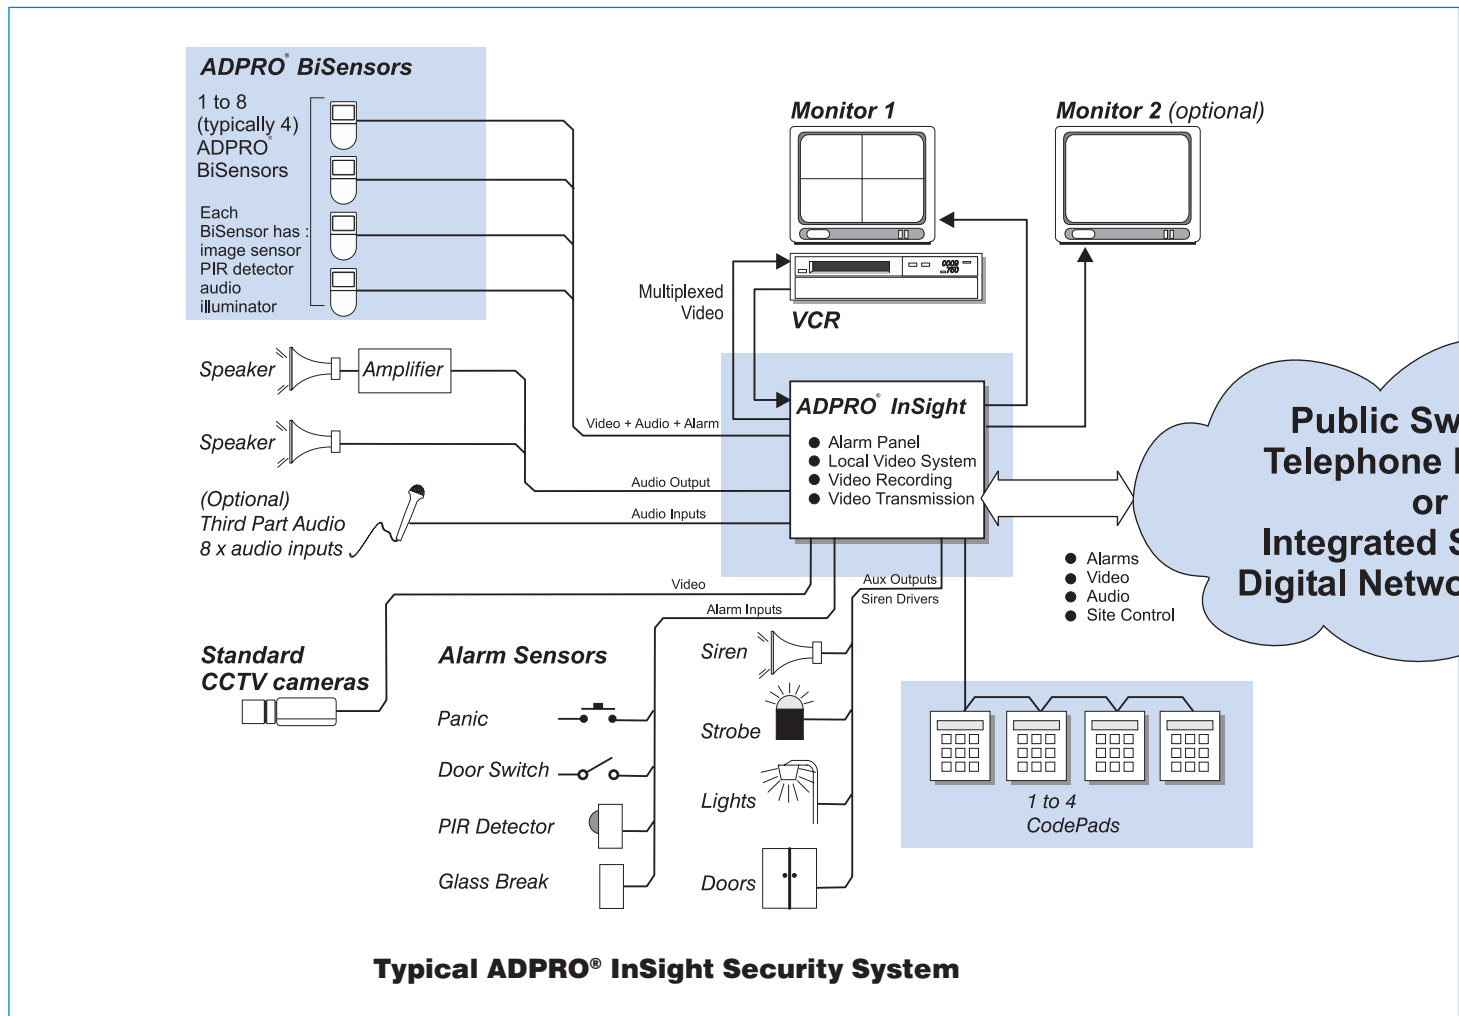 ADPRO® BiSensors
1 to 8
(typically 4)
ADPRO®
BiSensors
Each
BiSensor has :
image sensor
PIR detector
audio
illuminator
Monitor 1
Monitor 2 (optional)
0009
760
Multiplexed
Video
VCR
Speaker
Amplifier
Speaker
(Optional)
Third Part Audio
8 x audio inputs
Video + Audio + Alarm
Audio Output
Audio Inputs
ADPRO® InSight
● Alarm Panel
● Local Video System
● Video Recording
● Video Transmission
Public Sw
Telephone
or
Integrated S
Digital Netwo
● Alarms
● Video
● Audio
● Site Control
Video
Alarm Inputs
Aux Outputs
Siren Drivers
Standard
CCTV cameras
Alarm Sensors
Panic
Door Switch
PIR Detector
Glass Break
Siren
Strobe
Lights
Doors
1 to 4
CodePads
Typical ADPRO® InSight Security System